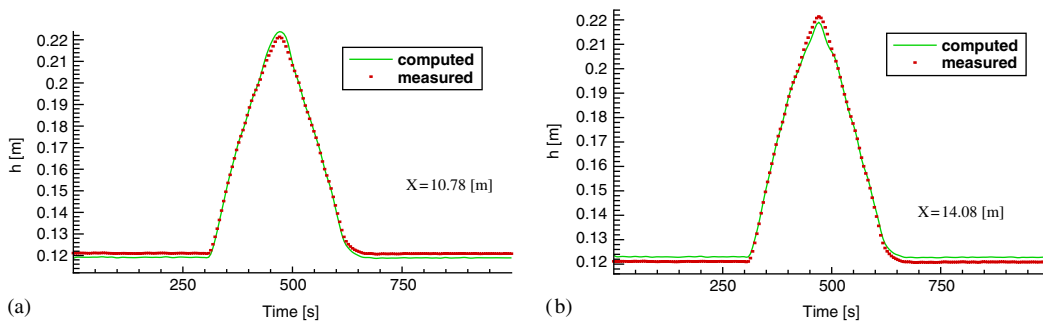 0.22
0.21
0.2
0.19
0.18
0.17
0.16
0.15
0.14
0.13
0.12
h [m]
computed
measured
X=10.78 [m]
250
500
750
Time [s]
(a)
0.22
0.21
0.2
0.19
0.18
0.17
0.16
0.15
0.14
0.13
0.12
h [m]
computed
measured
X=14.08 [m]
250
500
750
Time [s]
(b)